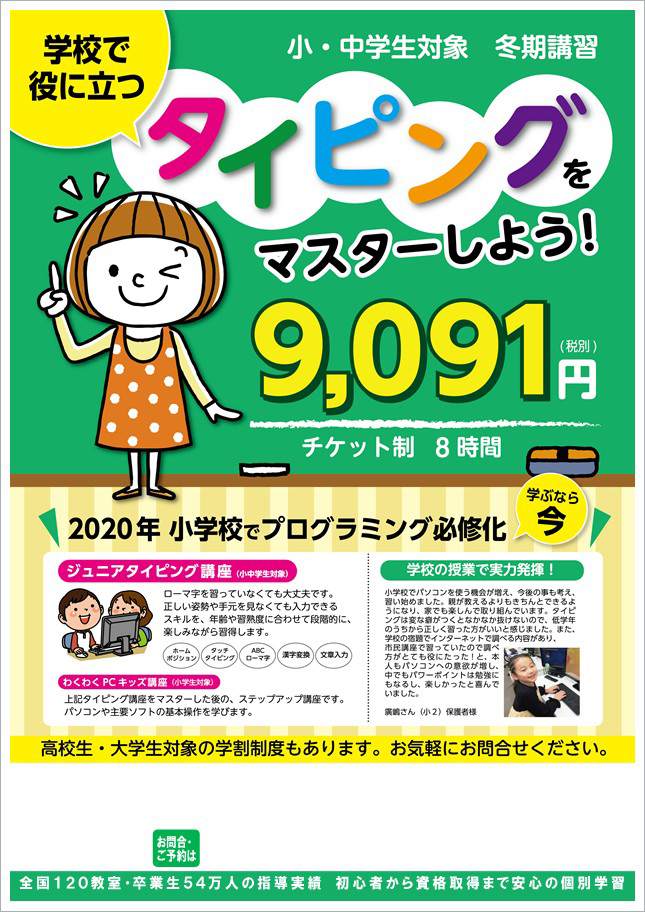 学校で
役に立つ
小・中学生対象　冬期講習
タイピングを
マスターしよう！
9,091円
（税別）
チケット制　8時間
学ぶなら
今
2020年 小学校でプログラミング必修化
ジュニアタイピング講座（小中学生対象）
ローマ字を習っていなくても大丈夫です。
正しい姿勢や手元を見なくても入力できる
スキルを、年齢や習熟度に合わせて段階的に、
楽しみながら習得します。
ホーム
ポジション
タッチ
タイピング
ABC
ローマ字
漢字変換
文章入力
わくわくPCキッズ講座（小学生対象）
上記タイピング講座をマスターした後の、ステップアップ講座です。
パソコンや主要ソフトの基本操作を学びます。
学校の授業で実力発揮！
小学校でパソコンを使う機会が増え、今後の事も考え、
習い始めました。親が教えるよりもきちんとできるよ
うになり、家でも楽しんで取り組んでいます。タイピ
ングは変な癖がつくとなかなか抜けないので、低学年
のうちから正しく習った方がいいと感じました。また、
学校の宿題でインターネットで調べる内容があり、
市民講座で習っていたので調べ
方がとても役にたった！と、本
人もパソコンへの意欲が増し、
中でもパワーポイントは勉強に
もなるし、楽しかったと喜んで
いました。
廣嶋さん（小2）保護者様
高校生・大学生対象の学割制度もあります。お気軽にお問合せください。
お問合・
ご予約は
全国120教室・卒業生54万人の指導実績　初心者から資格取得まで安心の個別学習